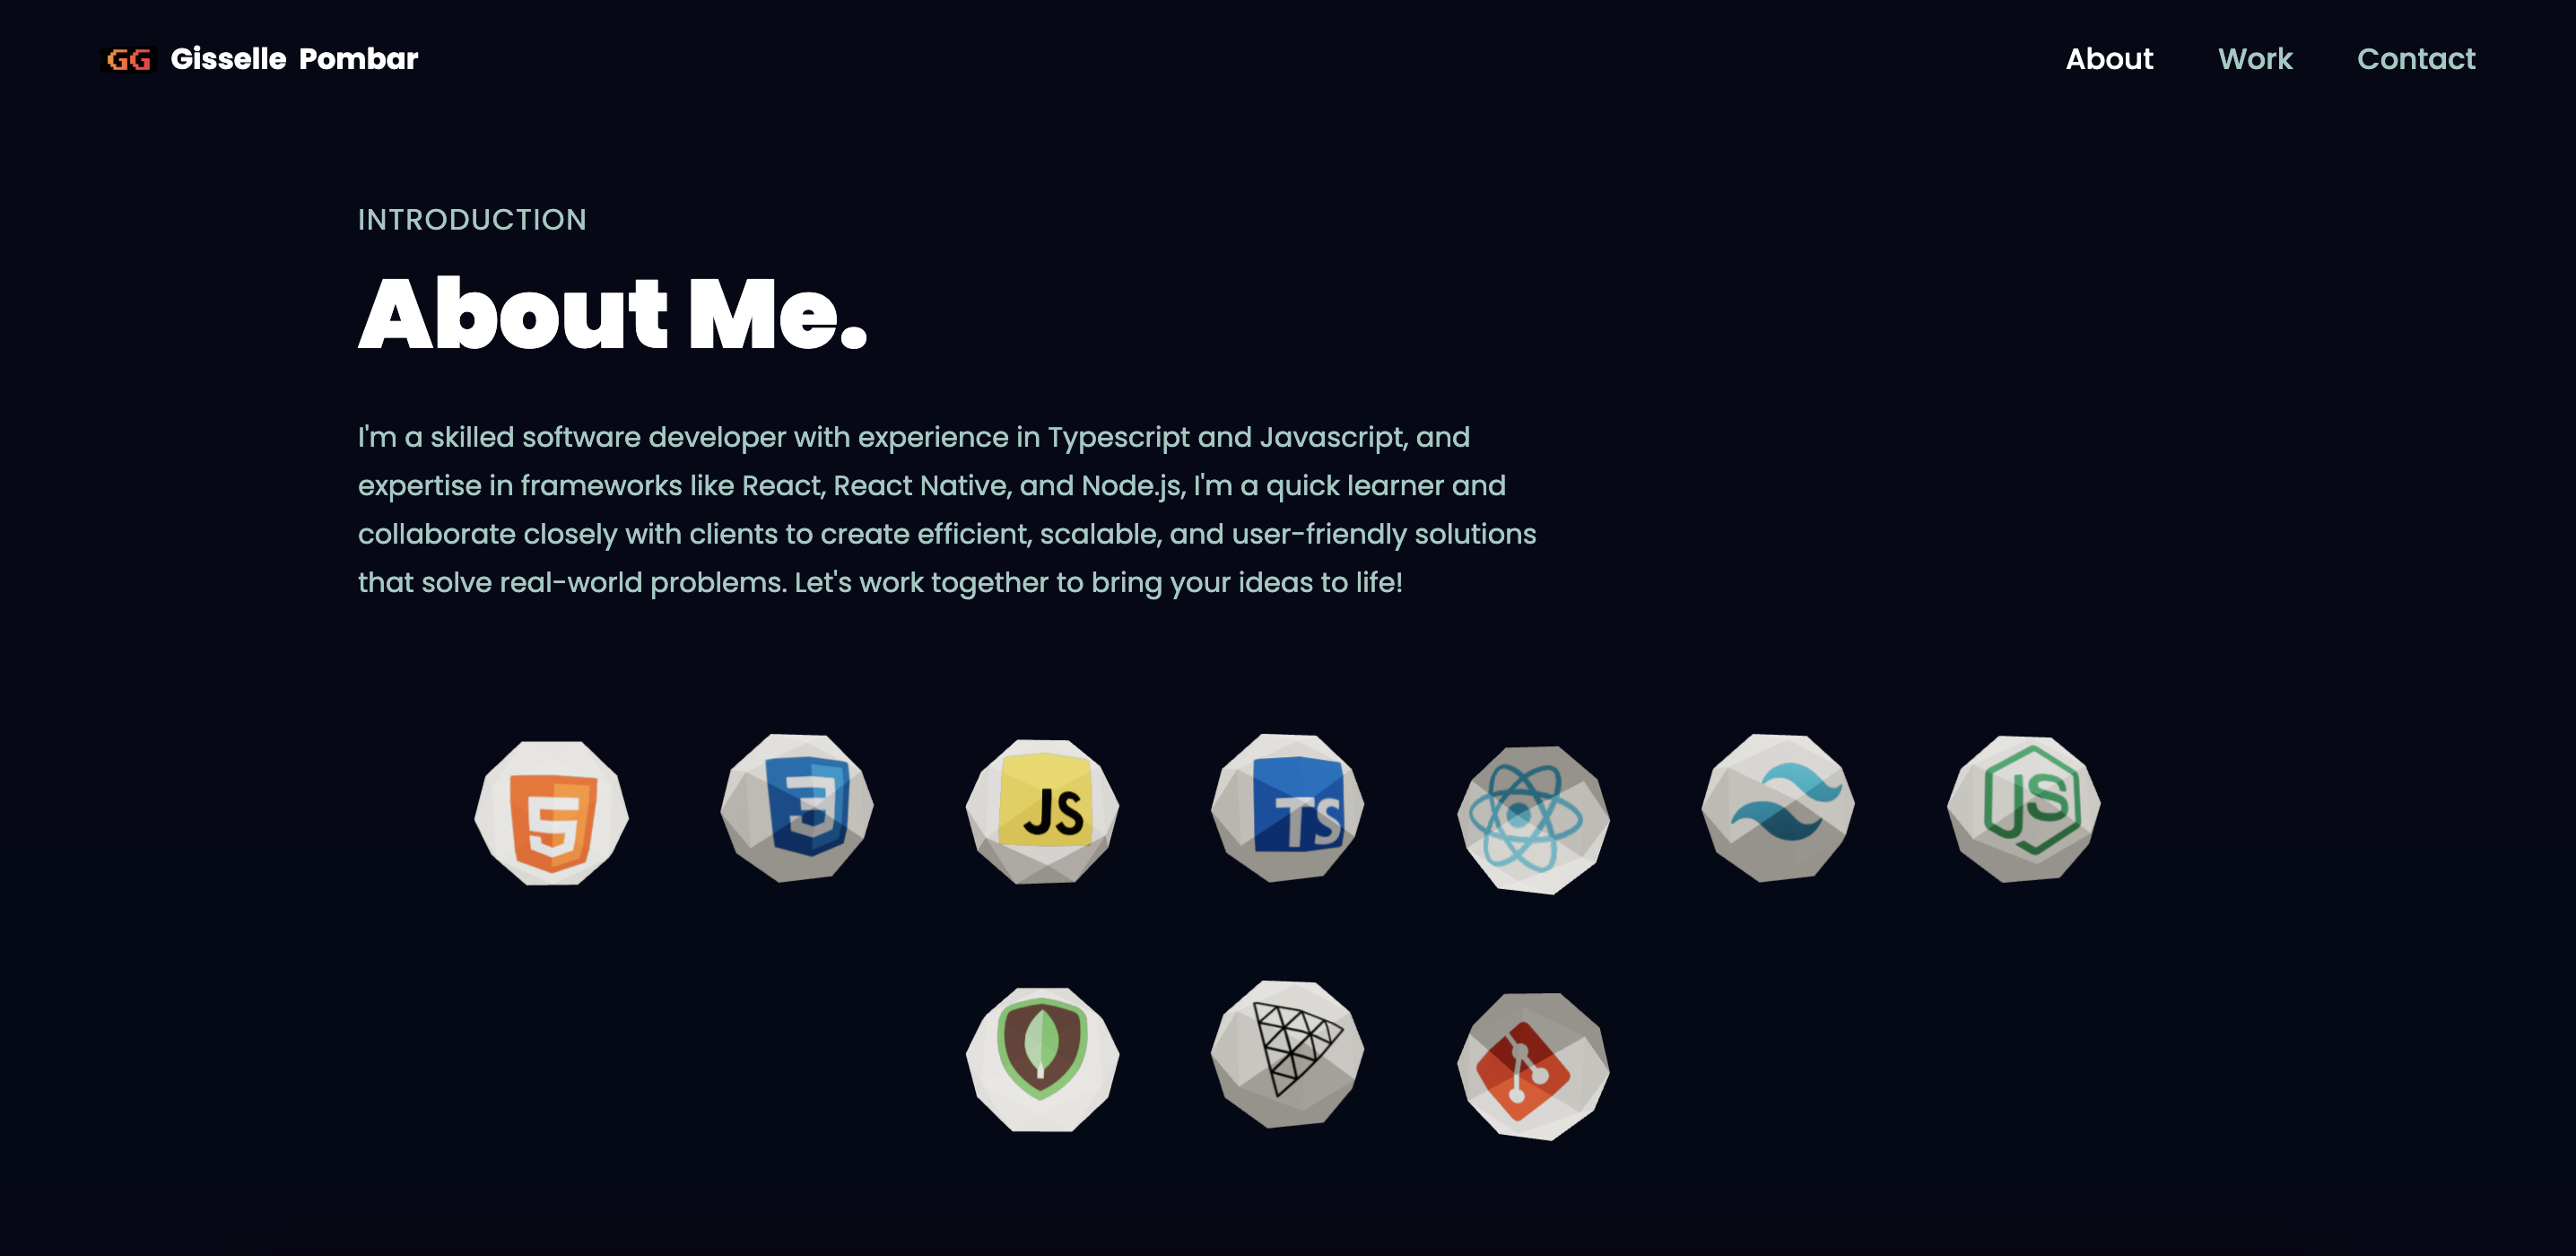 GG Gisselle Pombar
About Work Contact
INTRODUCTION
About Me.
I'm a skilled software developer with experience in Typescript and Javascript, and
expertise in frameworks like React, React Native, and Node.js, I'm a quick learner and
collaborate closely with clients to create efficient, scalable, and user-friendly solutions
that solve real-world problems. Let's work together to bring your ideas to life!
5 3 JS TS JS